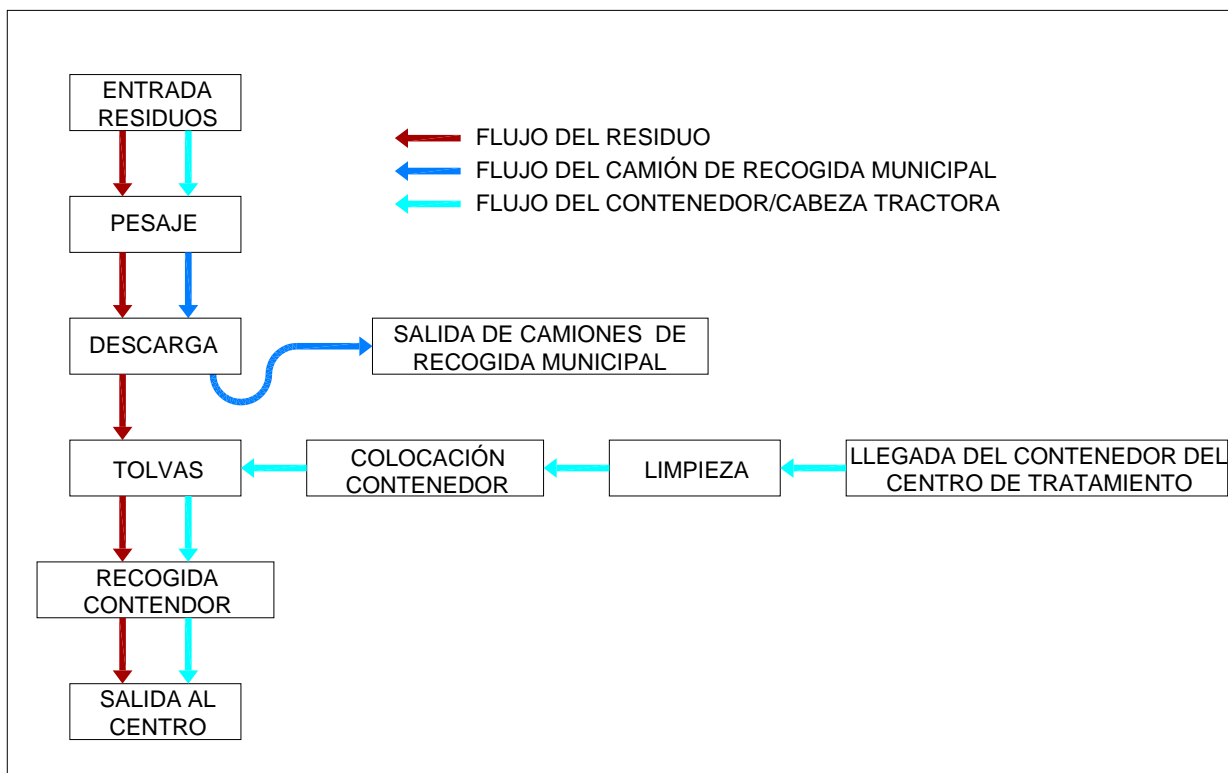 ENTRADA
RESIDUOS
FLUJO DEL RESIDUO
FLUJO DEL CAMIÓN DE RECOGIDA MUNICIPAL
FLUJO DEL CONTENEDOR/CABEZA TRACTORA
PESAJE
DESCARGA
SALIDA DE CAMIONES DE
RECOGIDA MUNICIPAL
TOLVAS
COLOCACIÓN
CONTENEDOR
LIMPIEZA
LLEGADA DEL CONTENEDOR DEL
CENTRO DE TRATAMIENTO
RECOGIDA
CONTENDOR
SALIDA AL
CENTRO